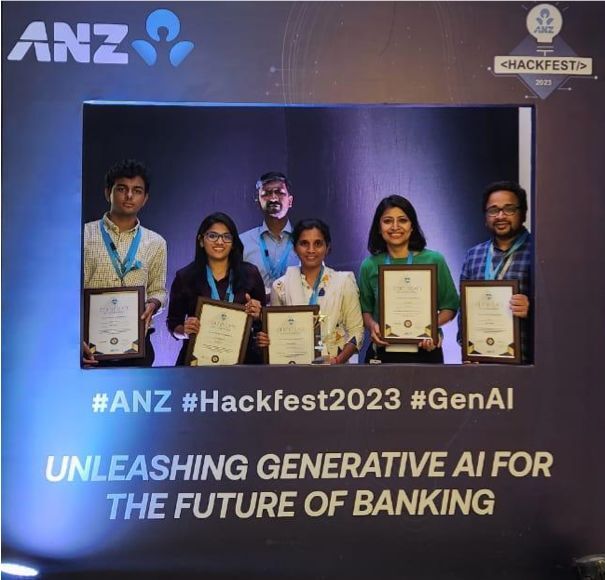 ANZ
ANZ
<HACKFEST/>
2023
#ANZ #Hackfest2023 #GenAI
UNLEASHING GENERATIVE AI FOR
THE FUTURE OF BANKING